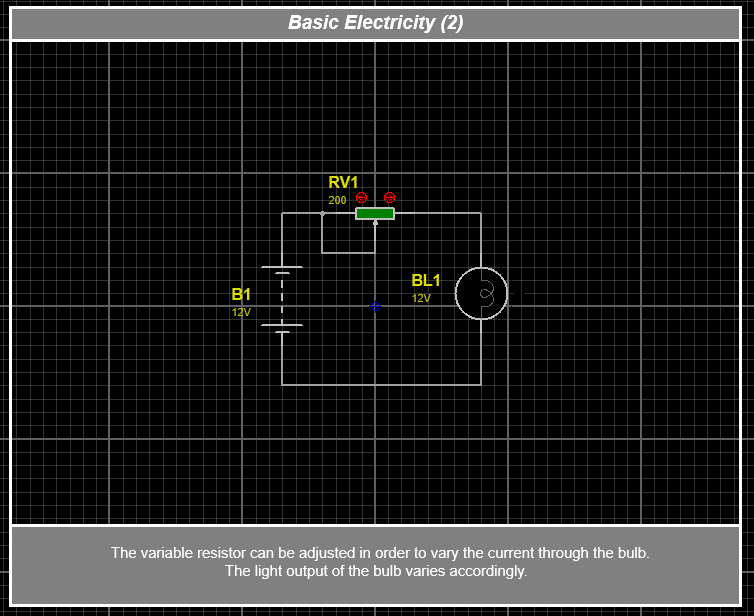 Basic Electricity (2)
RV1
200
B1
12V
BL1
12V
The variable resistor can be adjusted in order to vary the current through the bulb.
The light output of the bulb varies accordingly.